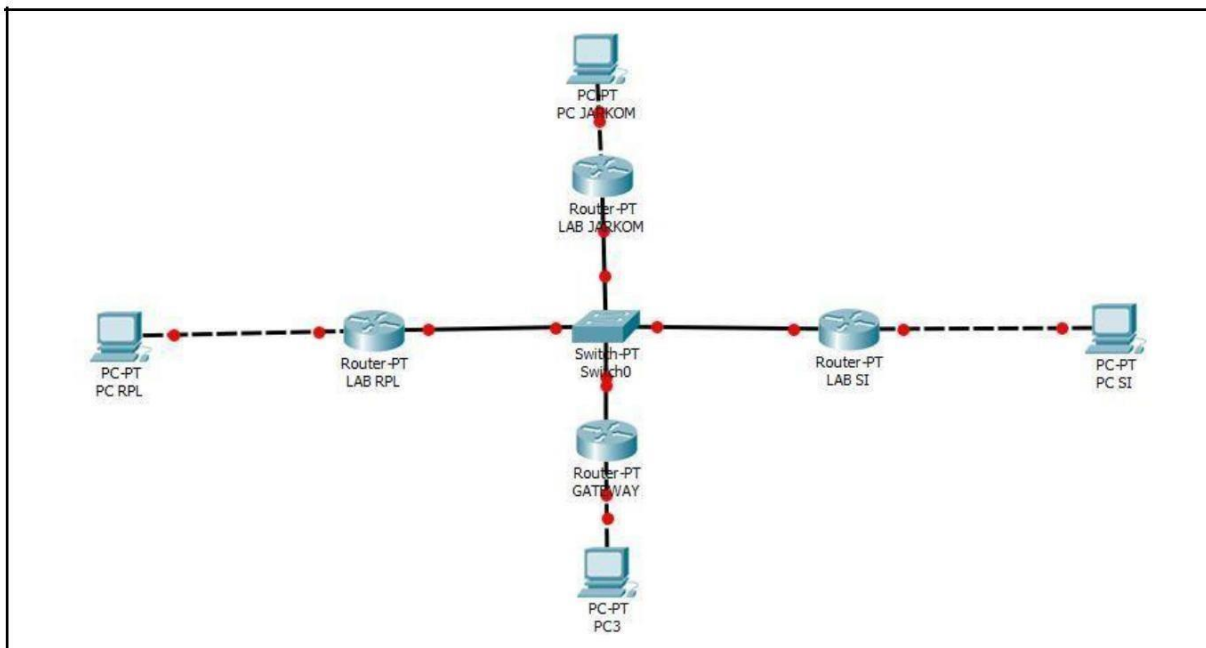 PC-PT
PC JARKOM
Router-PT
LAB JARKOM
PC-PT
PC RPL
Router-PT
LAB RPL
Switch-PT
Switch0
Router-PT
LAB SI
PC-PT
PC SI
Router-PT
GATEWAY
PC-PT
PC3